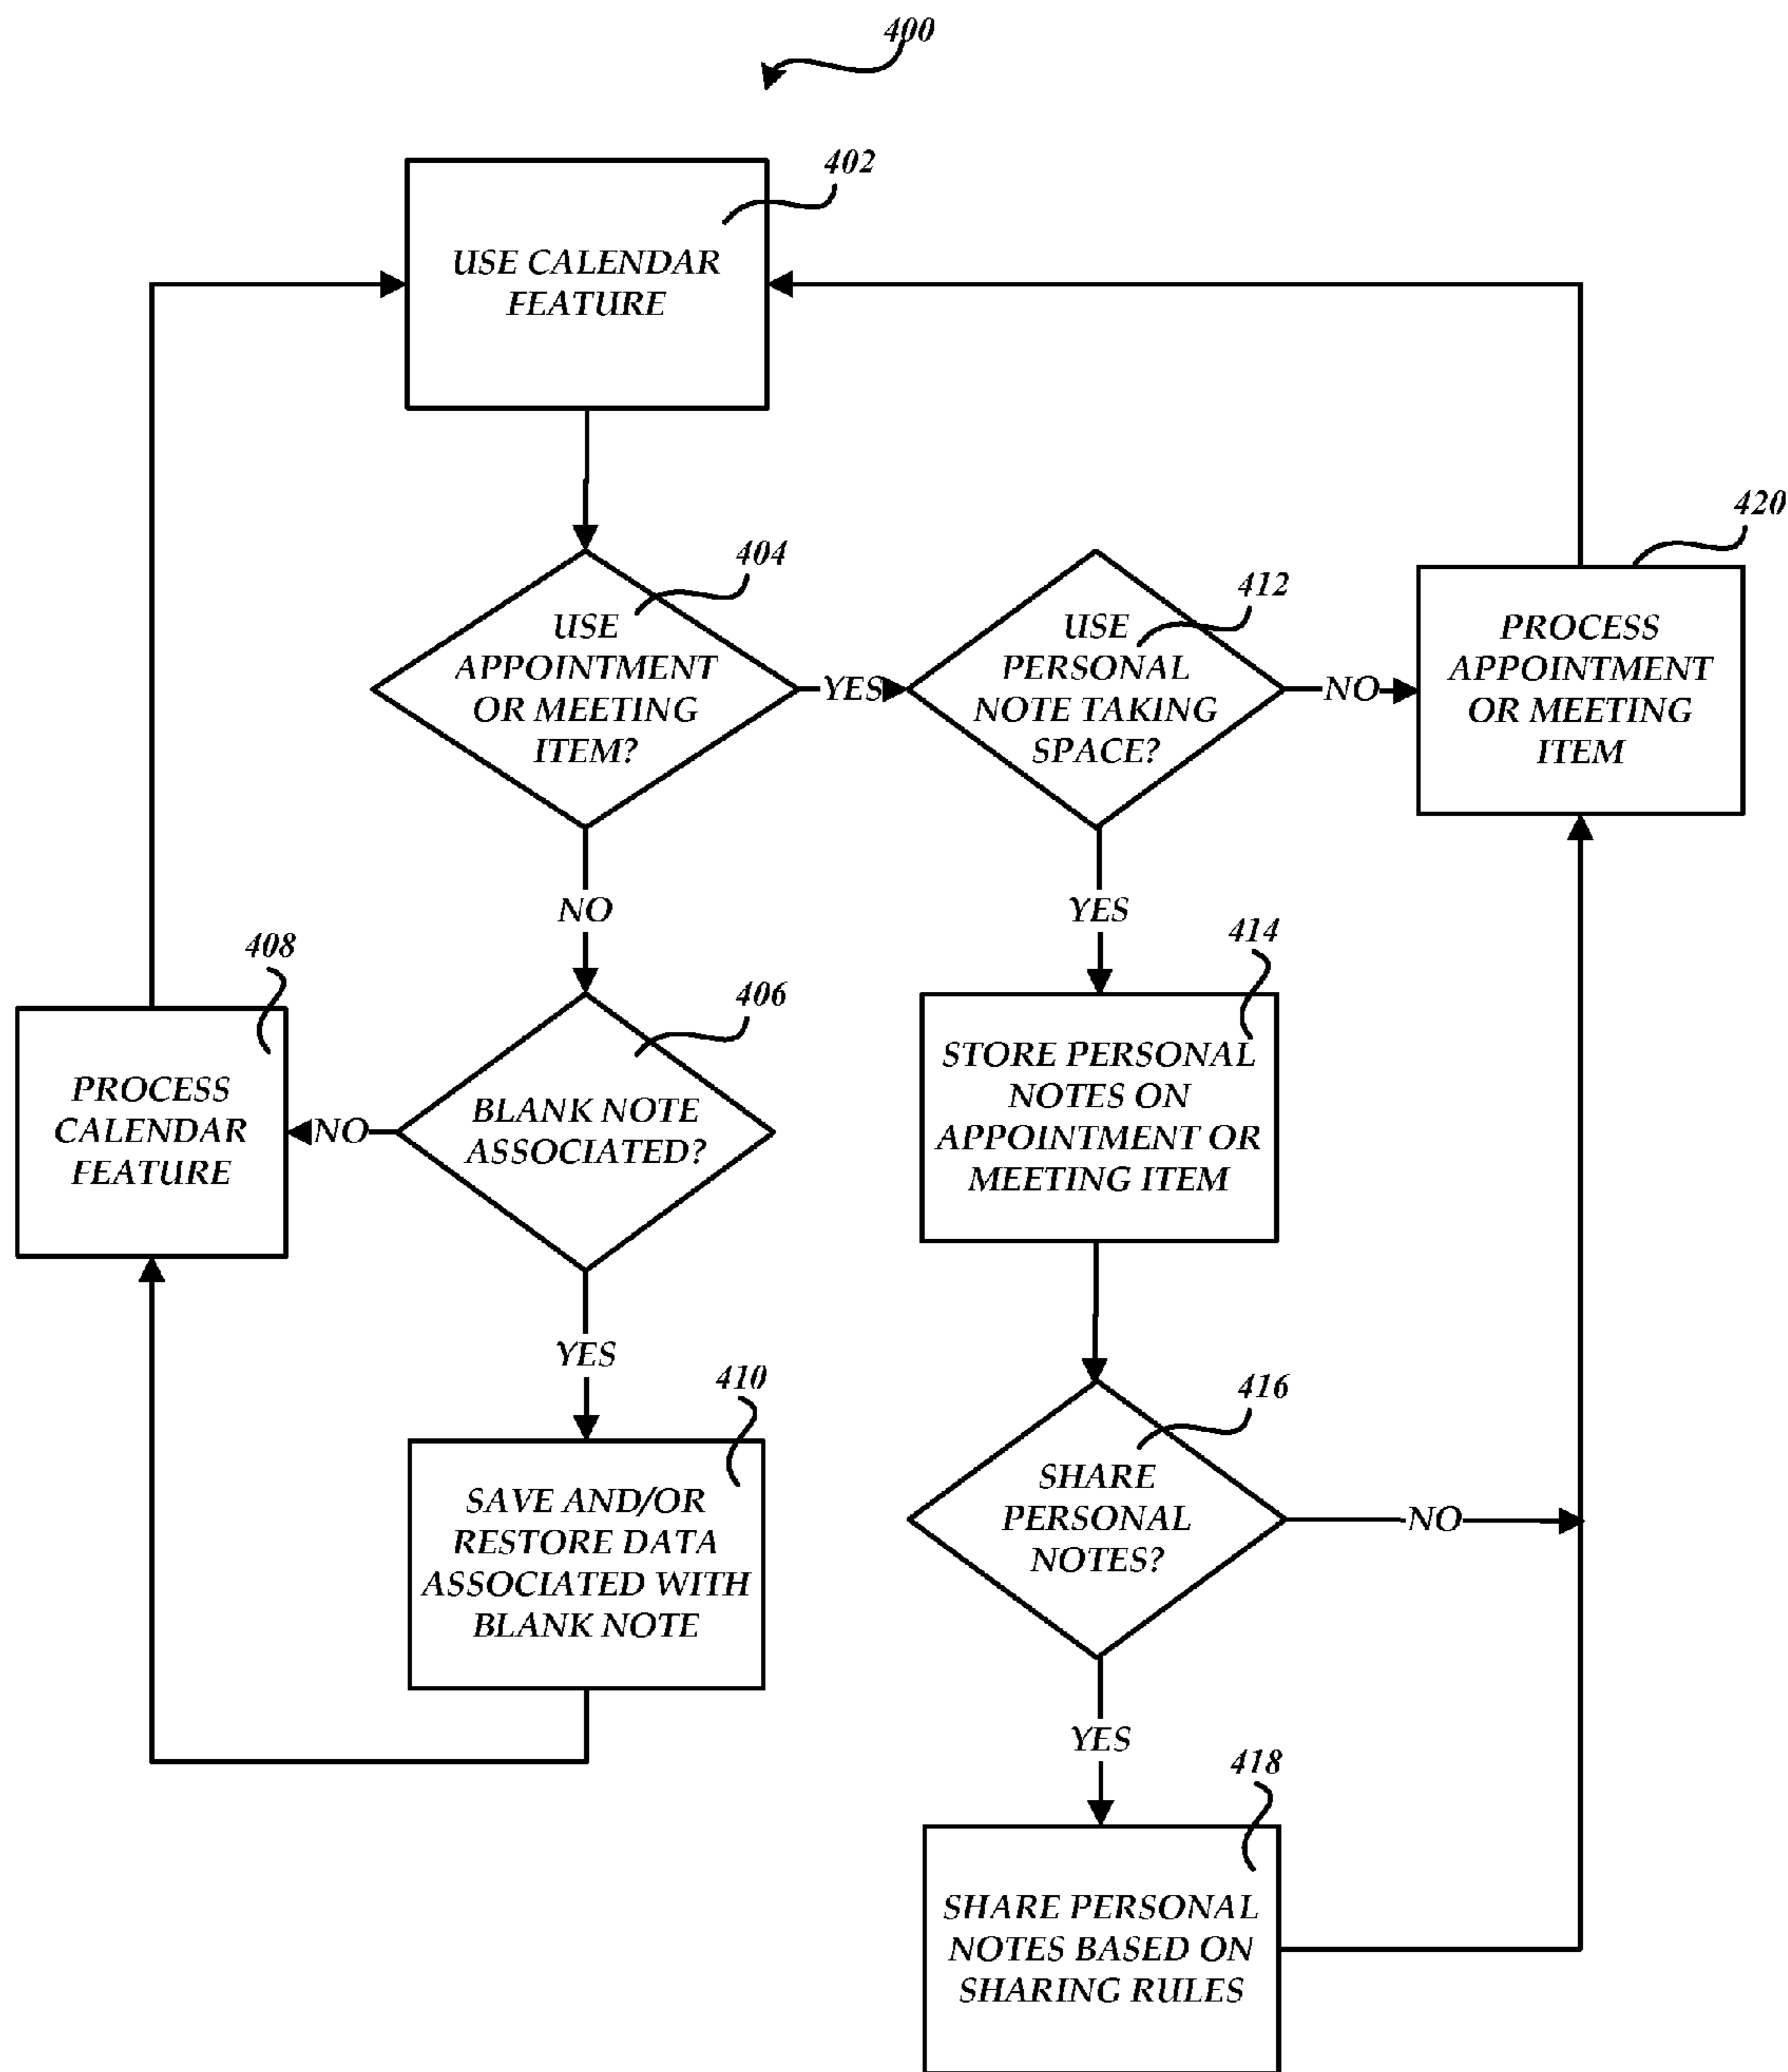 400
402
USE CALENDAR
FEATURE
404
USE
APPOINTMENT
OR MEETING
ITEM?
YES
412
USE
PERSONAL
NOTE TAKING
SPACE?
NO
420
PROCESS
APPOINTMENT
OR MEETING
ITEM
NO
YES
408
PROCESS
CALENDAR
FEATURE
NO
406
BLANK NOTE
ASSOCIATED?
414
STORE PERSONAL
NOTES ON
APPOINTMENT OR
MEETING ITEM
YES
410
SAVE AND/OR
RESTORE DATA
ASSOCIATED WITH
BLANK NOTE
416
SHARE
PERSONAL
NOTES?
NO
YES
418
SHARE PERSONAL
NOTES BASED ON
SHARING RULES